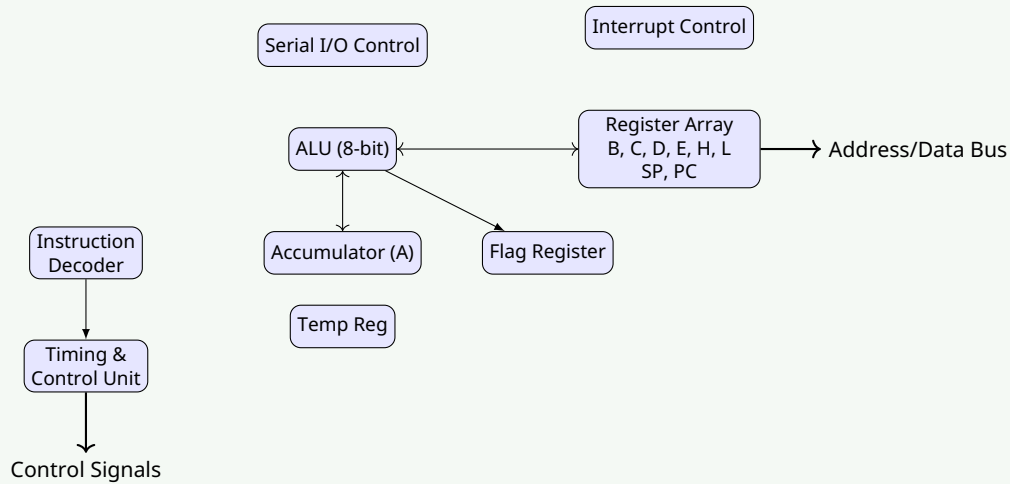 Interrupt Control
Serial I/O Control
Register Array
B, C, D, E, H, L
SP, PC
ALU (8-bit)
Address/Data Bus
Instruction
Decoder
Accumulator (A)
Flag Register
Temp Reg
Timing &
Control Unit
Control Signals